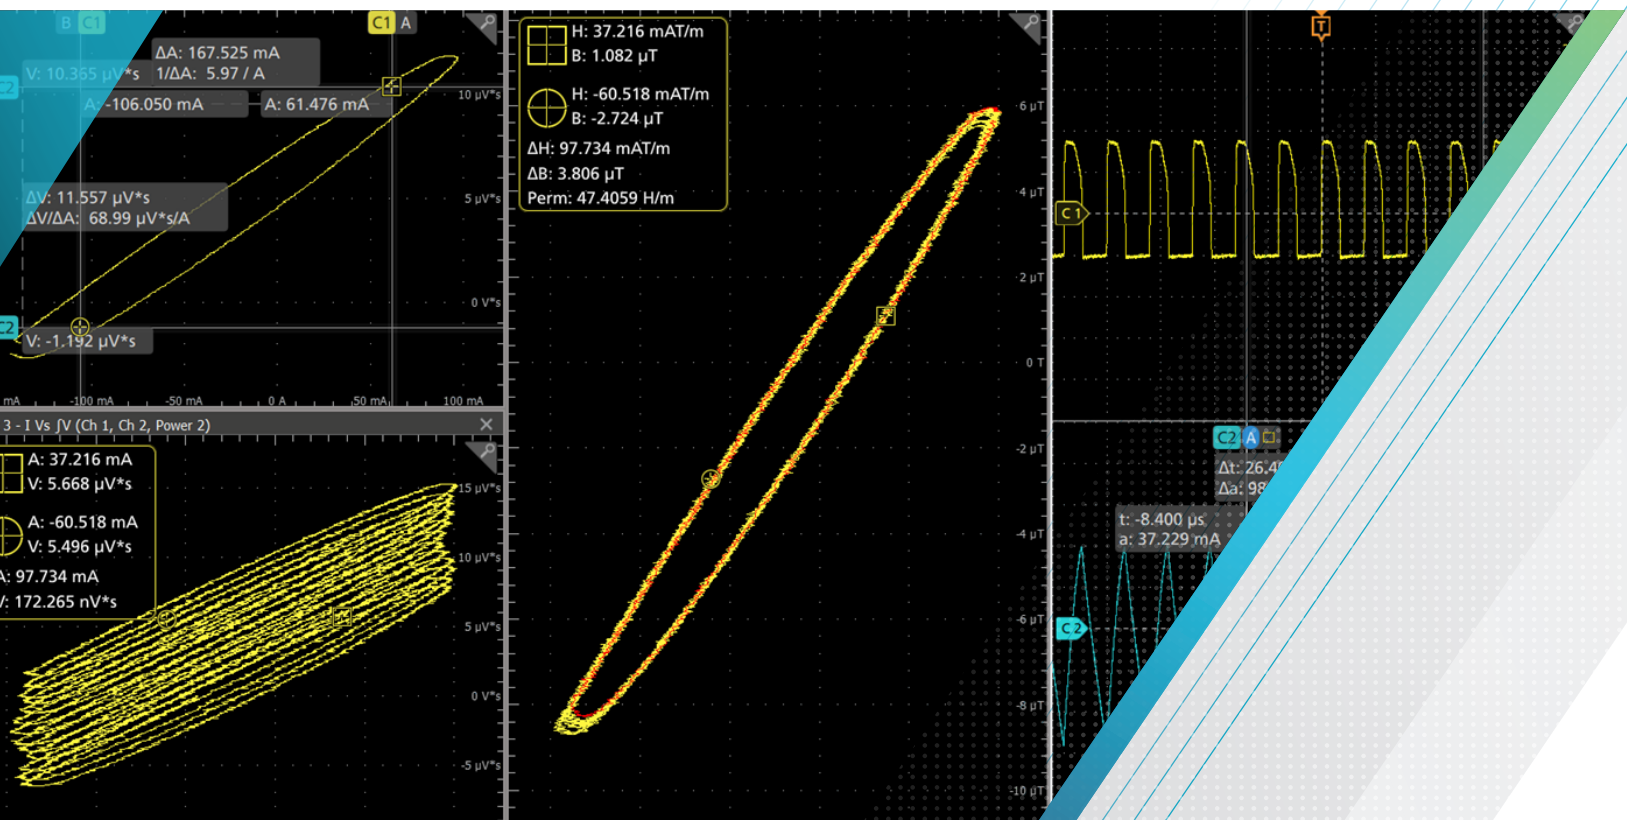 B C1
C1 A
ΔA: 167.525 mA
1/ΔA: 5.97 / A
V: 10.365 µV*s
C2
A: -106.050 mA
A: 61.476 mA
10 µV*s
ΔV: 11.557 µV*s
ΔV/ΔA: 68.99 µV*s/A
5 µV*s
0 V*s
C2
V: -1.192 µV*s
mA
-100 mA
-50 mA
0 A
50 mA
100 mA
3 - I Vs ∫V (Ch 1, Ch 2, Power 2)
A: 37.216 mA
V: 5.668 µV*s
A: -60.518 mA
V: 5.496 µV*s
A: 97.734 mA
V: 172.265 nV*s
15 µV*s
10 µV*s
5 µV*s
0 V*s
-5 µV*s
H: 37.216 mAT/m
B: 1.082 µT
H: -60.518 mAT/m
B: -2.724 µT
ΔH: 97.734 mAT/m
ΔB: 3.806 µT
Perm: 47.4059 H/m
6 µT
4 µT
2 µT
0 T
-2 µT
-4 µT
-6 µT
-8 µT
-10 µT
T
C1
C2 A
Δt: 26.4
Δa: 98
t: -8.400 µs
a: 37.229 mA
C2